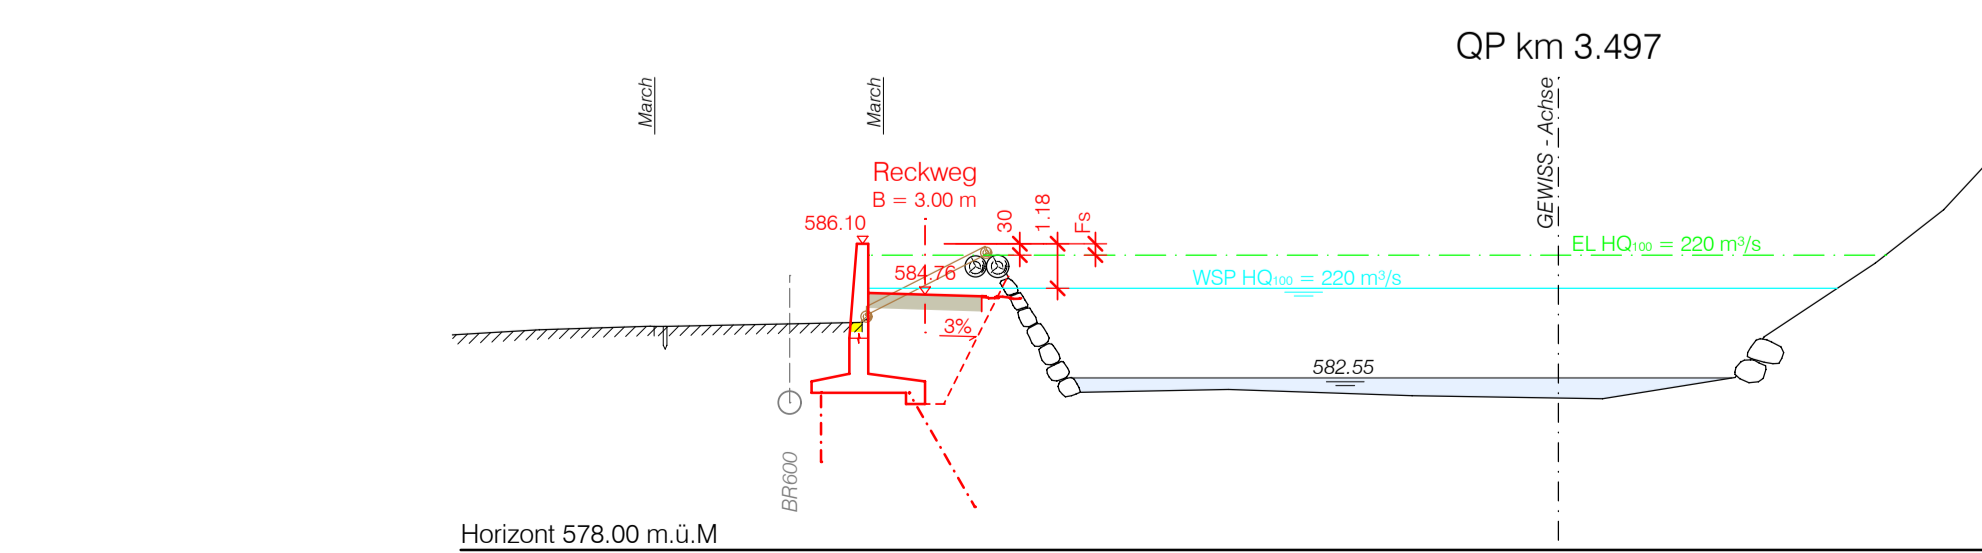 QP km 3.497
March
March
GEWISS - Achse
Reckweg
B = 3.00 m
586.10
30
1.18
Fs
EL HQ₁₀₀ = 220 m³/s
584.76
WSP HQ₁₀₀ = 220 m³/s
3%
582.55
BR600
Horizont 578.00 m.ü.M